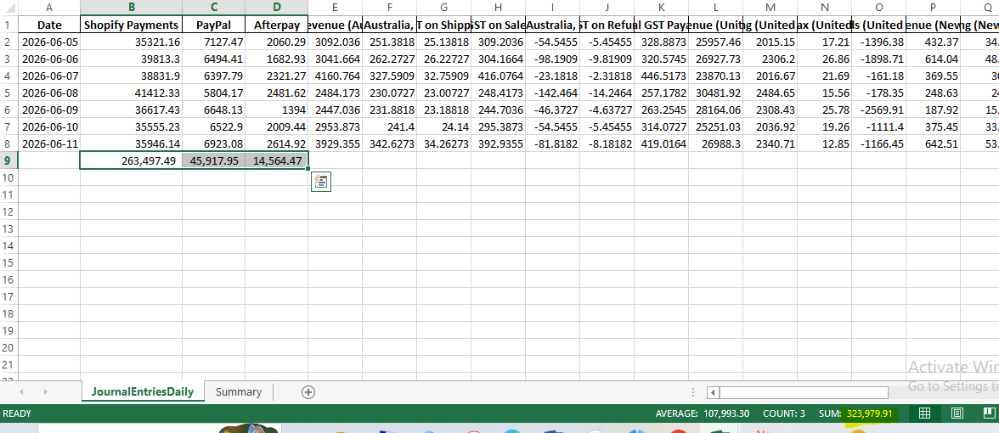 A B C D E F G H I J K L M N O P Q
1 Date Shopify Payments PayPal Afterpay evenue (Au Australia, T on Shippi ST on Sale Australia, ST on Refun al GST Paya enue (Unit ng (United ax (United ds (United enue (New ng (New
2 2026-06-05 35321.16 7127.47 2060.29 3092.036 251.3818 25.13818 309.2036 -54.5455 -5.45455 328.8873 25957.46 2015.15 17.21 -1396.38 432.37 34.
3 2026-06-06 39813.3 6494.41 1682.93 3041.664 262.2727 26.22727 304.1664 -98.1909 -9.81909 320.5745 26927.73 2306.2 26.86 -1898.71 614.04 48.
4 2026-06-07 38831.9 6397.79 2321.27 4160.764 327.5909 32.75909 416.0764 -23.1818 -2.31818 446.5173 23870.13 2016.67 21.69 -161.18 369.55
5 2026-06-08 41412.33 5804.17 2481.62 2484.173 230.0727 23.00727 248.4173 -142.464 -14.2464 257.1782 30481.92 2484.65 15.56 -178.35 248.63
6 2026-06-09 36617.43 6648.13 1394 2447.036 231.8818 23.18818 244.7036 -46.3727 -4.63727 263.2545 28164.06 2308.43 25.78 -2569.91 187.92 15.
7 2026-06-10 35555.23 6522.9 2009.44 2953.873 241.4 24.14 295.3873 -54.5455 -5.45455 314.0727 25251.03 2036.92 19.26 -1111.4 375.45 33.
8 2026-06-11 35946.14 6923.08 2614.92 3929.355 342.6273 34.26273 392.9355 -81.8182 -8.18182 419.0164 26988.3 2340.71 12.85 -1166.45 642.51 53.
9 263,497.49 45,917.95 14,564.47
10
11
12
13
14
15
16
17
18
19
20
21
Activate Win
Go to Settings to
JournalEntriesDaily Summary
READY AVERAGE: 107,993.30 COUNT: 3 SUM: 323,979.91